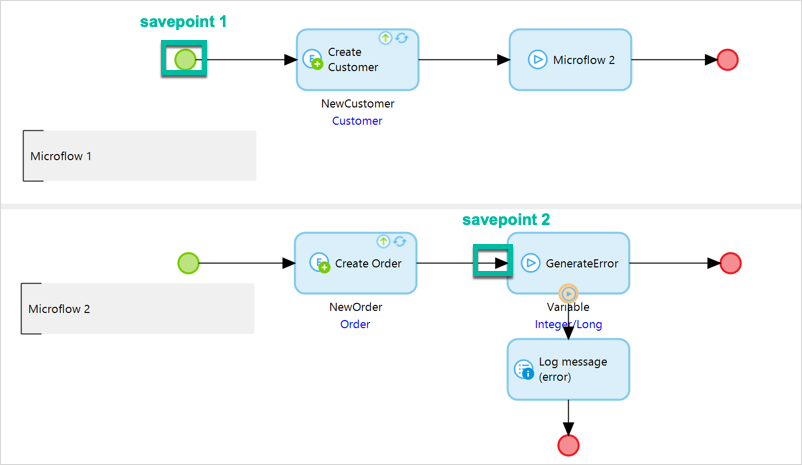 savepoint 1
Create
Customer
Microflow 2
NewCustomer
Customer
Microflow 1
savepoint 2
Create Order
GenerateError
NewOrder
Order
Variable
Integer/Long
Microflow 2
Log message
(error)